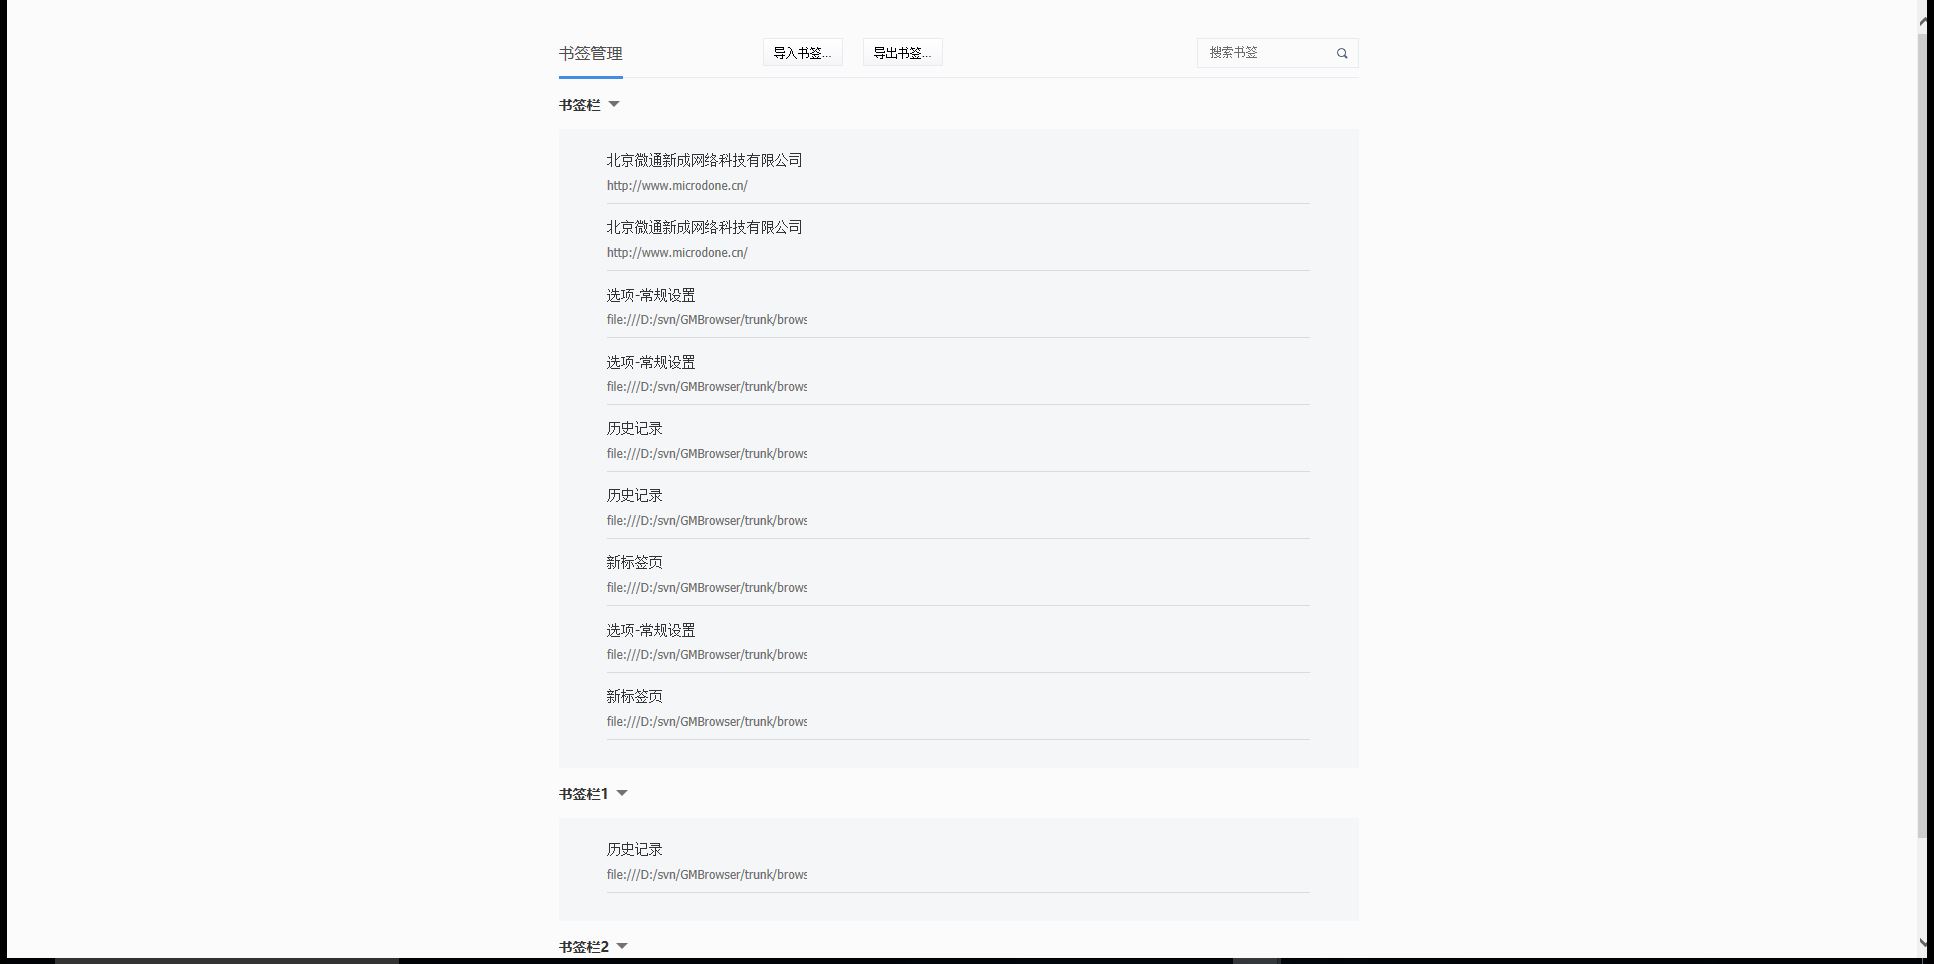 书签管理
导入书签...
导出书签...
搜索书签
书签栏
北京微通新成网络科技有限公司
http://www.microdone.cn/
北京微通新成网络科技有限公司
http://www.microdone.cn/
选项-常规设置
file:///D:/svn/GMBrowser/trunk/brows
选项-常规设置
file:///D:/svn/GMBrowser/trunk/brows
历史记录
file:///D:/svn/GMBrowser/trunk/brows
历史记录
file:///D:/svn/GMBrowser/trunk/brows
新标签页
file:///D:/svn/GMBrowser/trunk/brows
选项-常规设置
file:///D:/svn/GMBrowser/trunk/brows
新标签页
file:///D:/svn/GMBrowser/trunk/brows
书签栏1
历史记录
file:///D:/svn/GMBrowser/trunk/brows
书签栏2